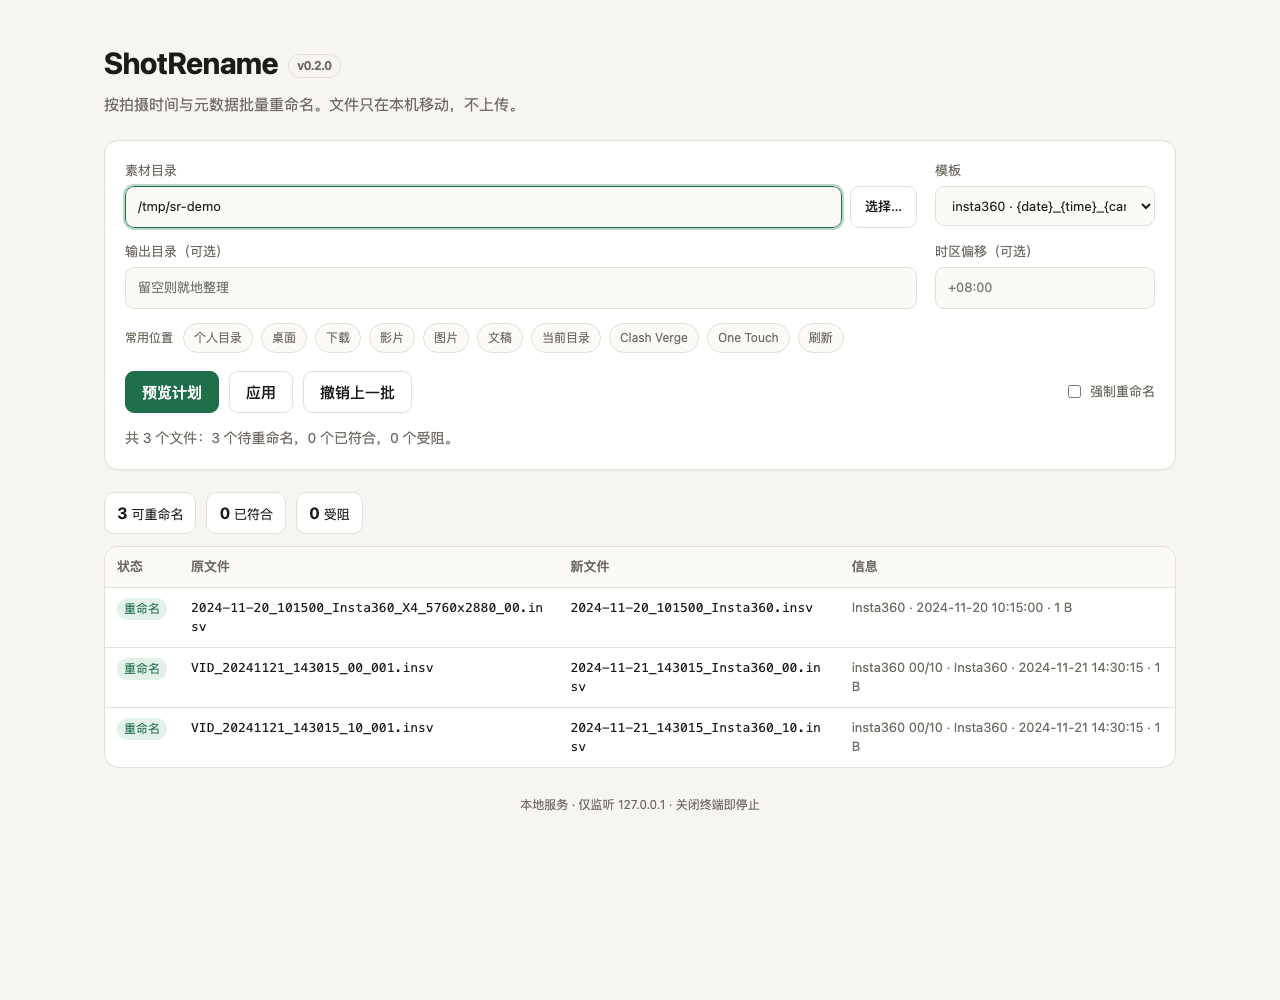 ShotRename v0.2.0
按拍摄时间与元数据批量重命名。文件只在本机移动，不上传。
素材目录 模板
/tmp/sr-demo 选择... insta360 · {date}_{time}_{car
输出目录（可选） 时区偏移（可选）
留空则就地整理 +08:00
常用位置 个人目录 桌面 下载 影片 图片 文稿 当前目录 Clash Verge One Touch 刷新
预览计划 应用 撤销上一批 强制重命名
共 3 个文件：3 个待重命名，0 个已符合，0 个受阻。
3 可重命名 0 已符合 0 受阻
状态 原文件 新文件 信息
重命名 2024-11-20_101500_Insta360_X4_5760x2880_00.in 2024-11-20_101500_Insta360.insv Insta360 · 2024-11-20 10:15:00 · 1 B
sv
重命名 VID_20241121_143015_00_001.insv 2024-11-21_143015_Insta360_00.in insta360 00/10 · Insta360 · 2024-11-21 14:30:15 · 1
sv B
重命名 VID_20241121_143015_10_001.insv 2024-11-21_143015_Insta360_10.in insta360 00/10 · Insta360 · 2024-11-21 14:30:15 · 1
sv B
本地服务 · 仅监听 127.0.0.1 · 关闭终端即停止